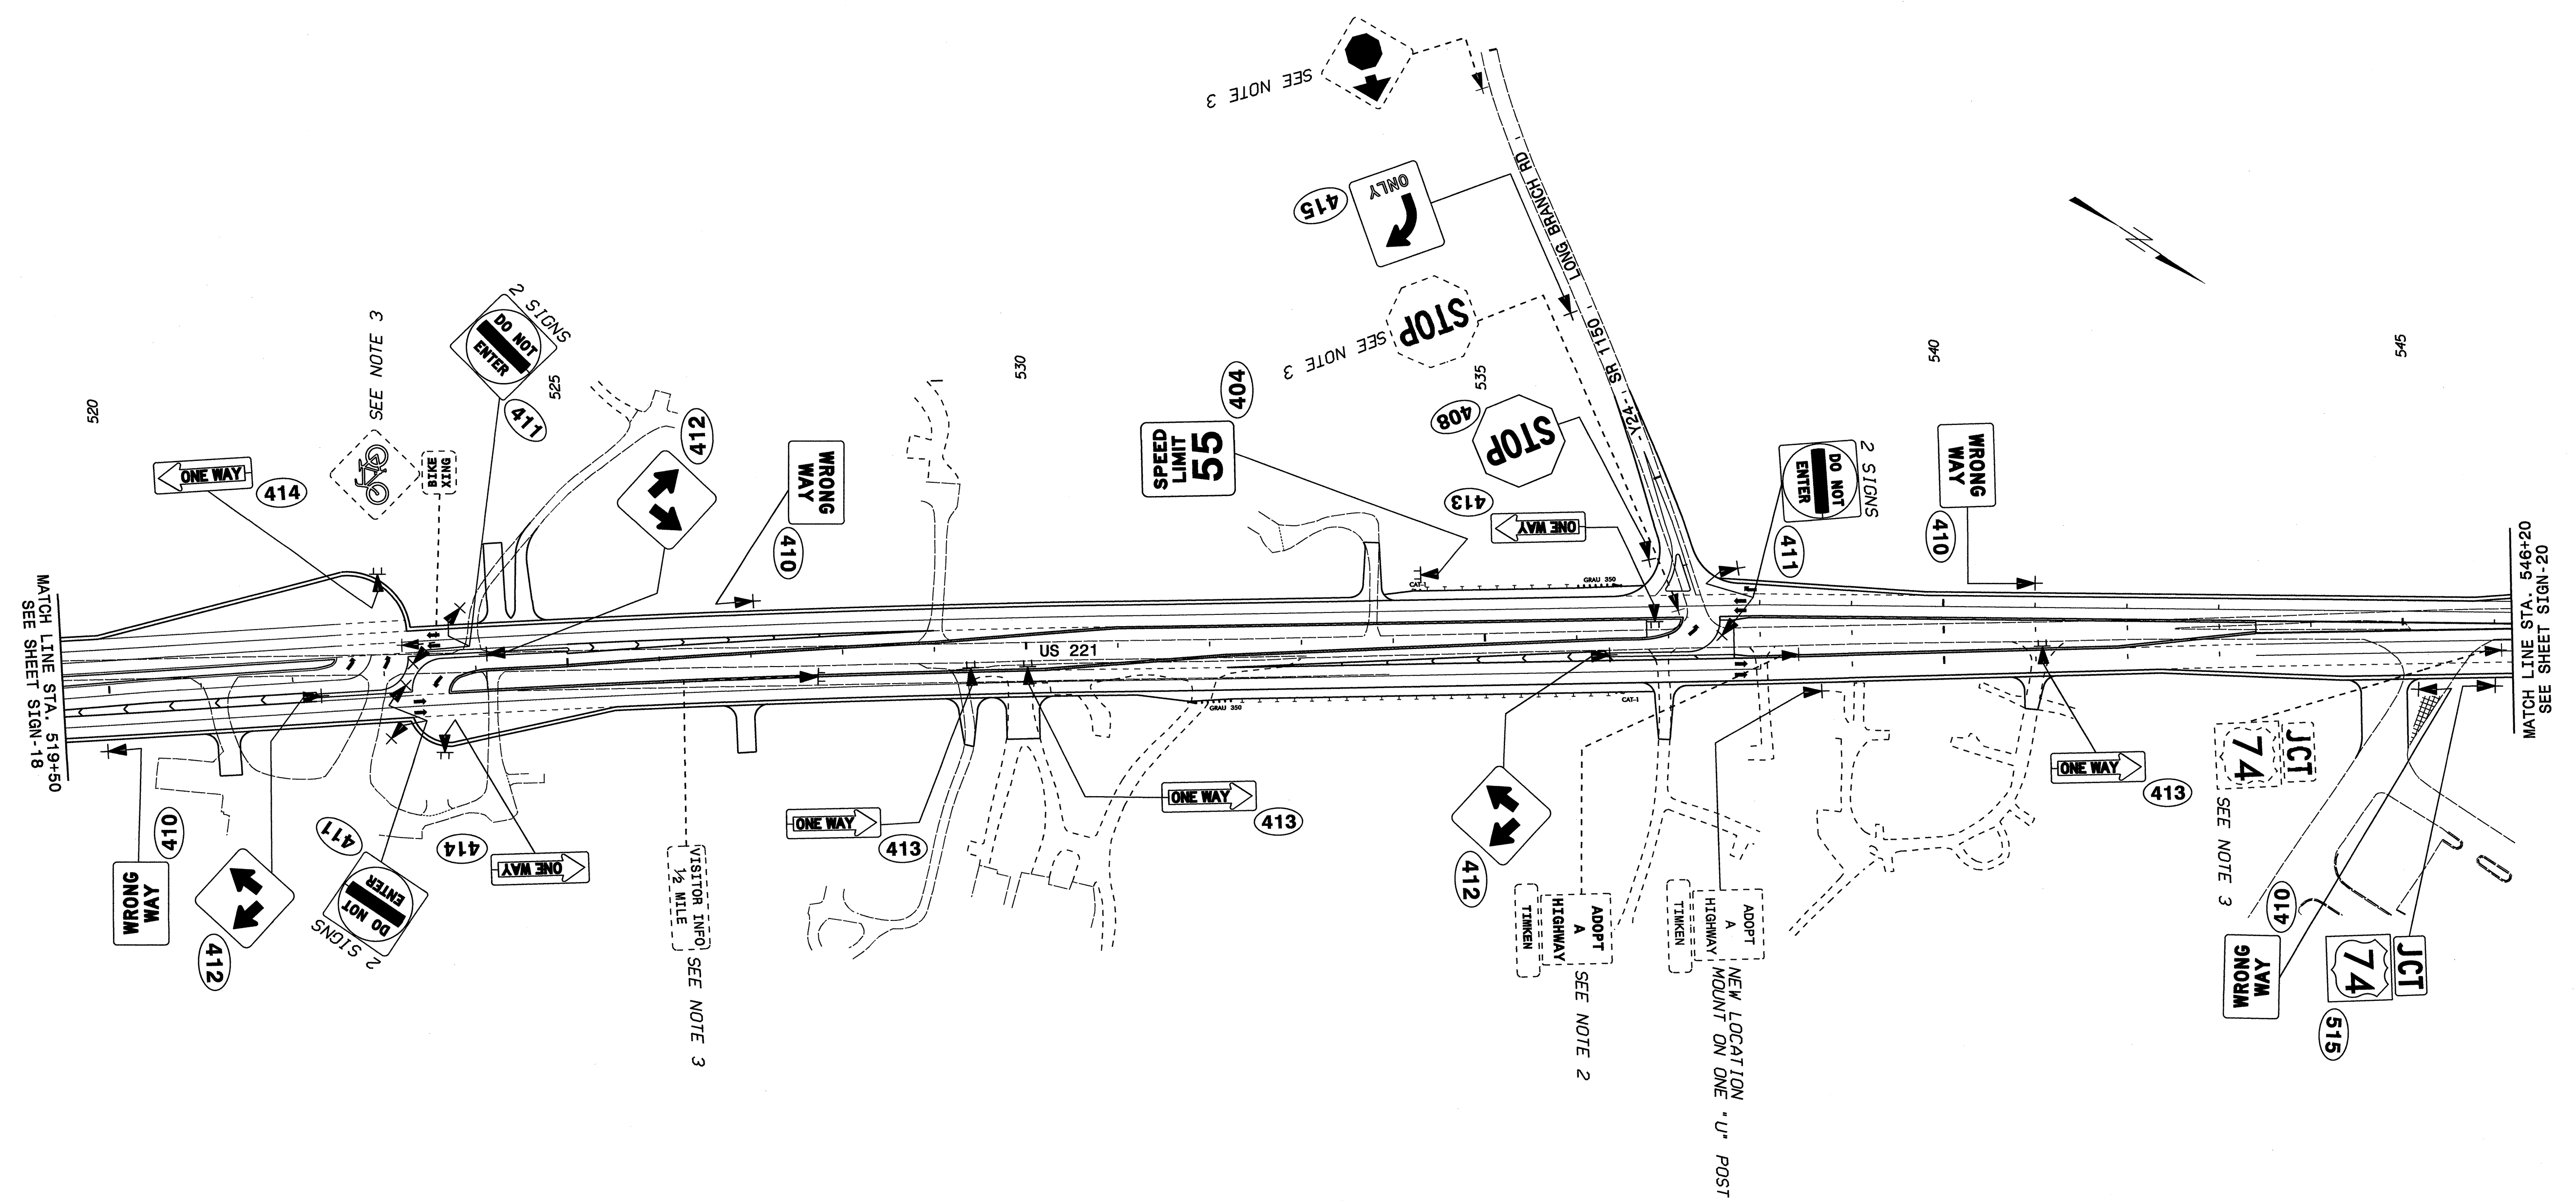 SEE NOTE 3
415
ONLY
SR 1150 - LONG BRANCH RD -
-Y24-
STOP
SEE NOTE 3
STOP
408
404
SPEED
LIMIT
55
413
ONE WAY
520
ONE WAY
414
SEE NOTE 3
BIKE
XING
2 SIGNS
DO NOT
ENTER
411
525
412
WRONG
WAY
410
530
535
540
545
CAT-1
GRAU 350
2 SIGNS
DO NOT
ENTER
411
WRONG
WAY
410
MATCH LINE STA. 519+50
SEE SHEET SIGN-18
US 221
GRAU 350
CAT-1
MATCH LINE STA. 546+20
SEE SHEET SIGN-20
410
WRONG
WAY
412
411
DO NOT
ENTER
2 SIGNS
414
ONE WAY
VISITOR INFO
½ MILE
SEE NOTE 3
ONE WAY
413
ONE WAY
413
412
ADOPT
A
HIGHWAY
TIMKEN
SEE NOTE 2
ADOPT
A
HIGHWAY
TIMKEN
NEW LOCATION
MOUNT ON ONE "U" POST
ONE WAY
413
JCT
74
SEE NOTE 3
410
WRONG
WAY
JCT
74
515
N